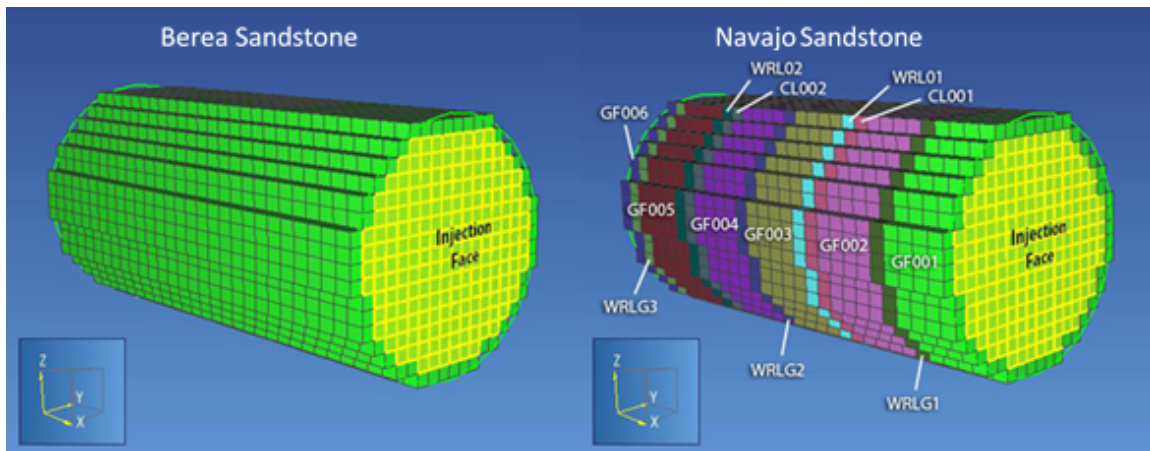 Berea Sandstone
Injection
Face
Z
Y
X
Navajo Sandstone
WRL02
CL002
WRL01
CL001
GF006
GF005
GF004
GF003
GF002
GF001
Injection
Face
WRLG3
WRLG2
WRLG1
Z
Y
X